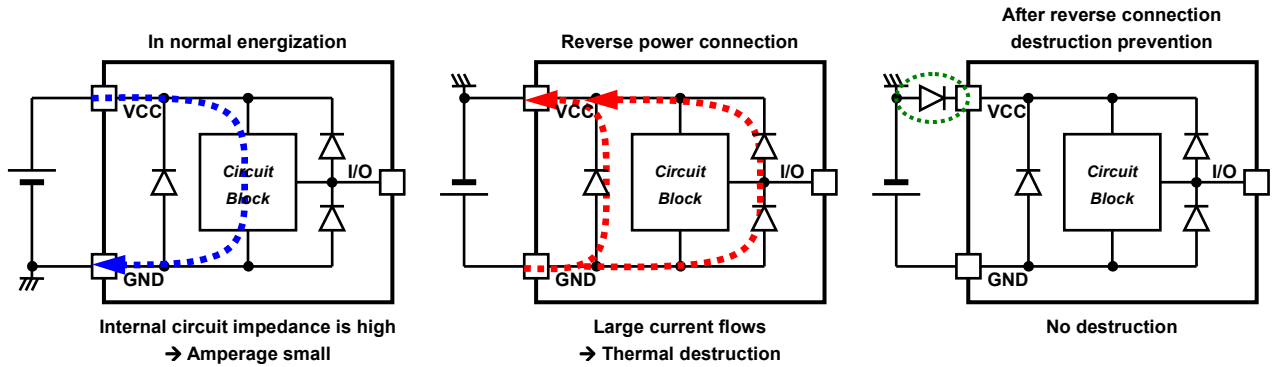 In normal energization
VCC
Circuit
Block
I/O
GND
Internal circuit impedance is high
→ Amperage small
Reverse power connection
VCC
Circuit
Block
I/O
GND
Large current flows
→ Thermal destruction
After reverse connection
destruction prevention
VCC
Circuit
Block
I/O
GND
No destruction